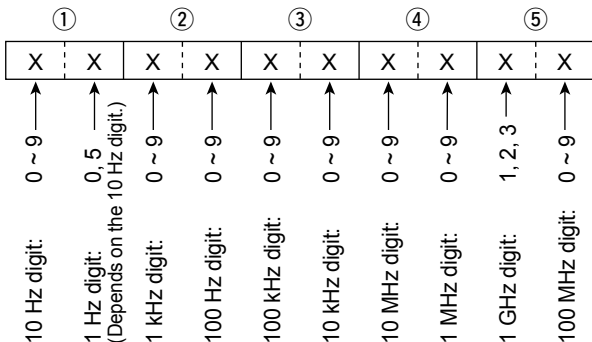 ① ② ③ ④ ⑤
X X X X X X X X X X
10 Hz digit: 0 ~ 9
1 Hz digit: 0, 5
(Depends on the 10 Hz digit.)
1 kHz digit: 0 ~ 9
100 Hz digit: 0 ~ 9
100 kHz digit: 0 ~ 9
10 kHz digit: 0 ~ 9
10 MHz digit: 0 ~ 9
1 MHz digit: 0 ~ 9
1 GHz digit: 1, 2, 3
100 MHz digit: 0 ~ 9